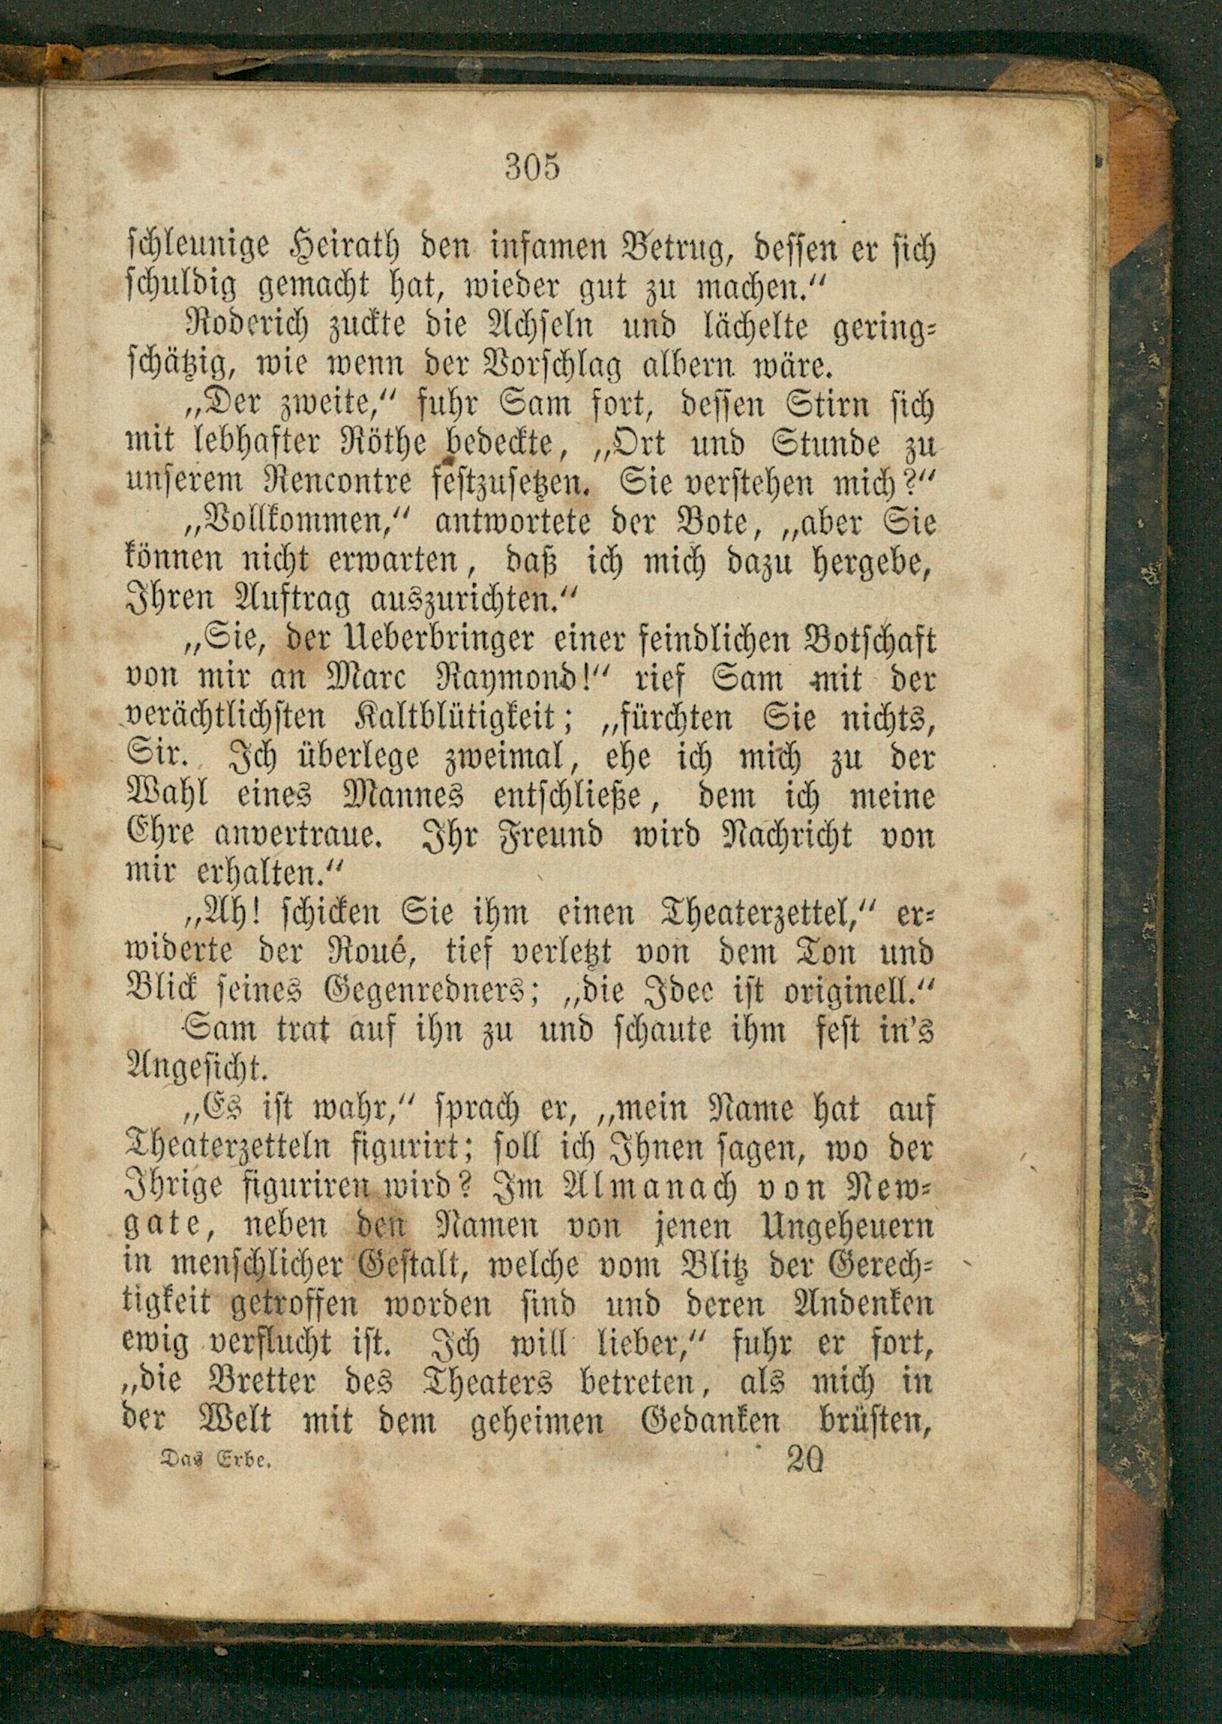 305
schleunige Heirath den infamen Betrug, dessen er sich
schuldig gemacht hat, wieder gut zu machen.“
Roderich zuckte die Achseln und lächelte gering-
schätzig, wie wenn der Vorschlag albern wäre.
„Der zweite,“ fuhr Sam fort, dessen Stirn sich
mit lebhafter Röthe bedeckte, „Ort und Stunde zu
unserem Rencontre festzusetzen. Sie verstehen mich?“
„Vollkommen,“ antwortete der Bote, „aber Sie
können nicht erwarten, daß ich mich dazu hergebe,
Ihren Auftrag auszurichten.“
„Sie, der Ueberbringer einer feindlichen Botschaft
von mir an Marc Raymond!“ rief Sam mit der
verächtlichsten Kaltblütigkeit; „fürchten Sie nichts,
Sir. Ich überlege zweimal, ehe ich mich zu der
Wahl eines Mannes entschließe, dem ich meine
Ehre anvertraue. Ihr Freund wird Nachricht von
mir erhalten.“
„Ah! schicken Sie ihm einen Theaterzettel,“ er-
widerte der Roué, tief verletzt von dem Ton und
Blick seines Gegenredners; „die Idee ist originell.“
Sam trat auf ihn zu und schaute ihm fest in’s
Angesicht.
„Es ist wahr,“ sprach er, „mein Name hat auf
Theaterzetteln figurirt; soll ich Ihnen sagen, wo der
Ihrige figuriren wird? Im Almanach von New-
gate, neben den Namen von jenen Ungeheuern
in menschlicher Gestalt, welche vom Blitz der Gerech-
tigkeit getroffen worden sind und deren Andenken
ewig verflucht ist. Ich will lieber,“ fuhr er fort,
„die Bretter des Theaters betreten, als mich in
der Welt mit dem geheimen Gedanken brüsten,
Das Erbe. 20